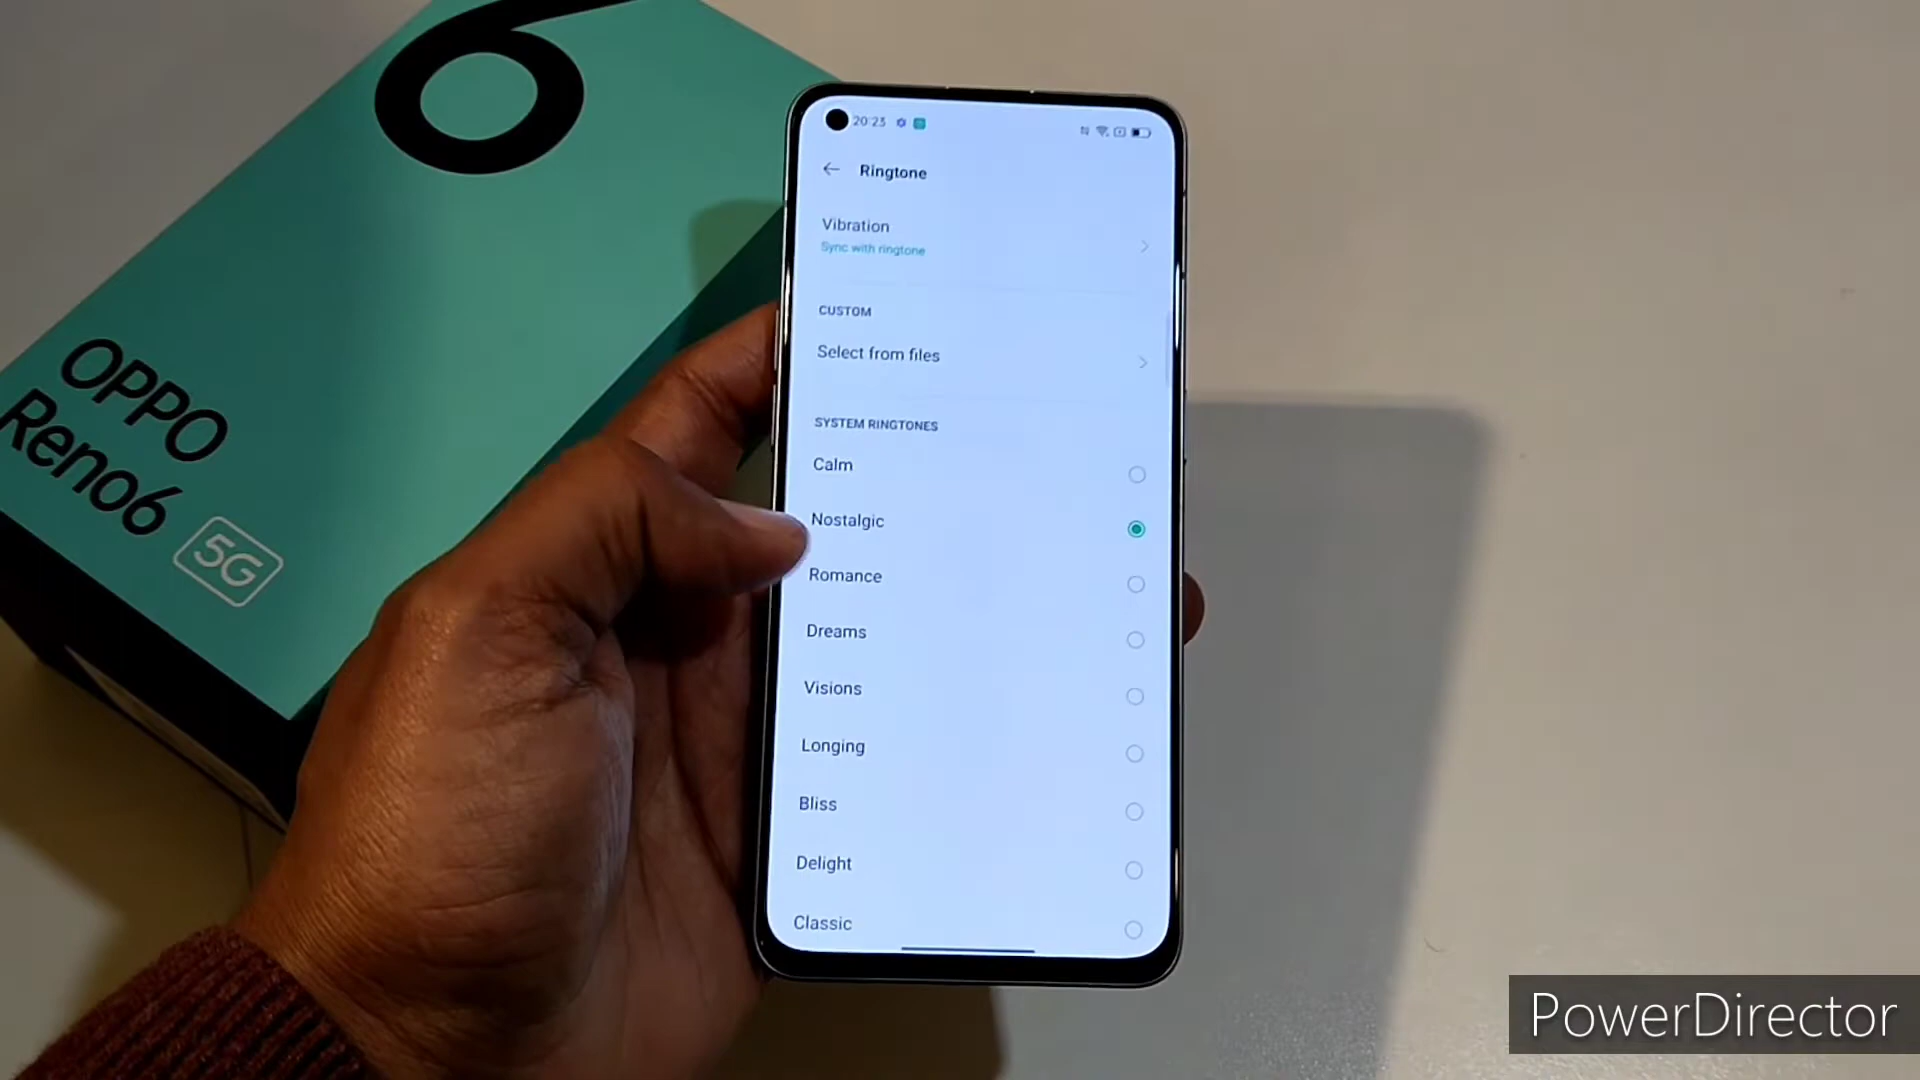 6
OPPO
Reno6
5G
20:23
Ringtone
Vibration
Sync with ringtone
CUSTOM
Select from files
SYSTEM RINGTONES
Calm
Nostalgic
Romance
Dreams
Visions
Longing
Bliss
Delight
Classic
PowerDirector